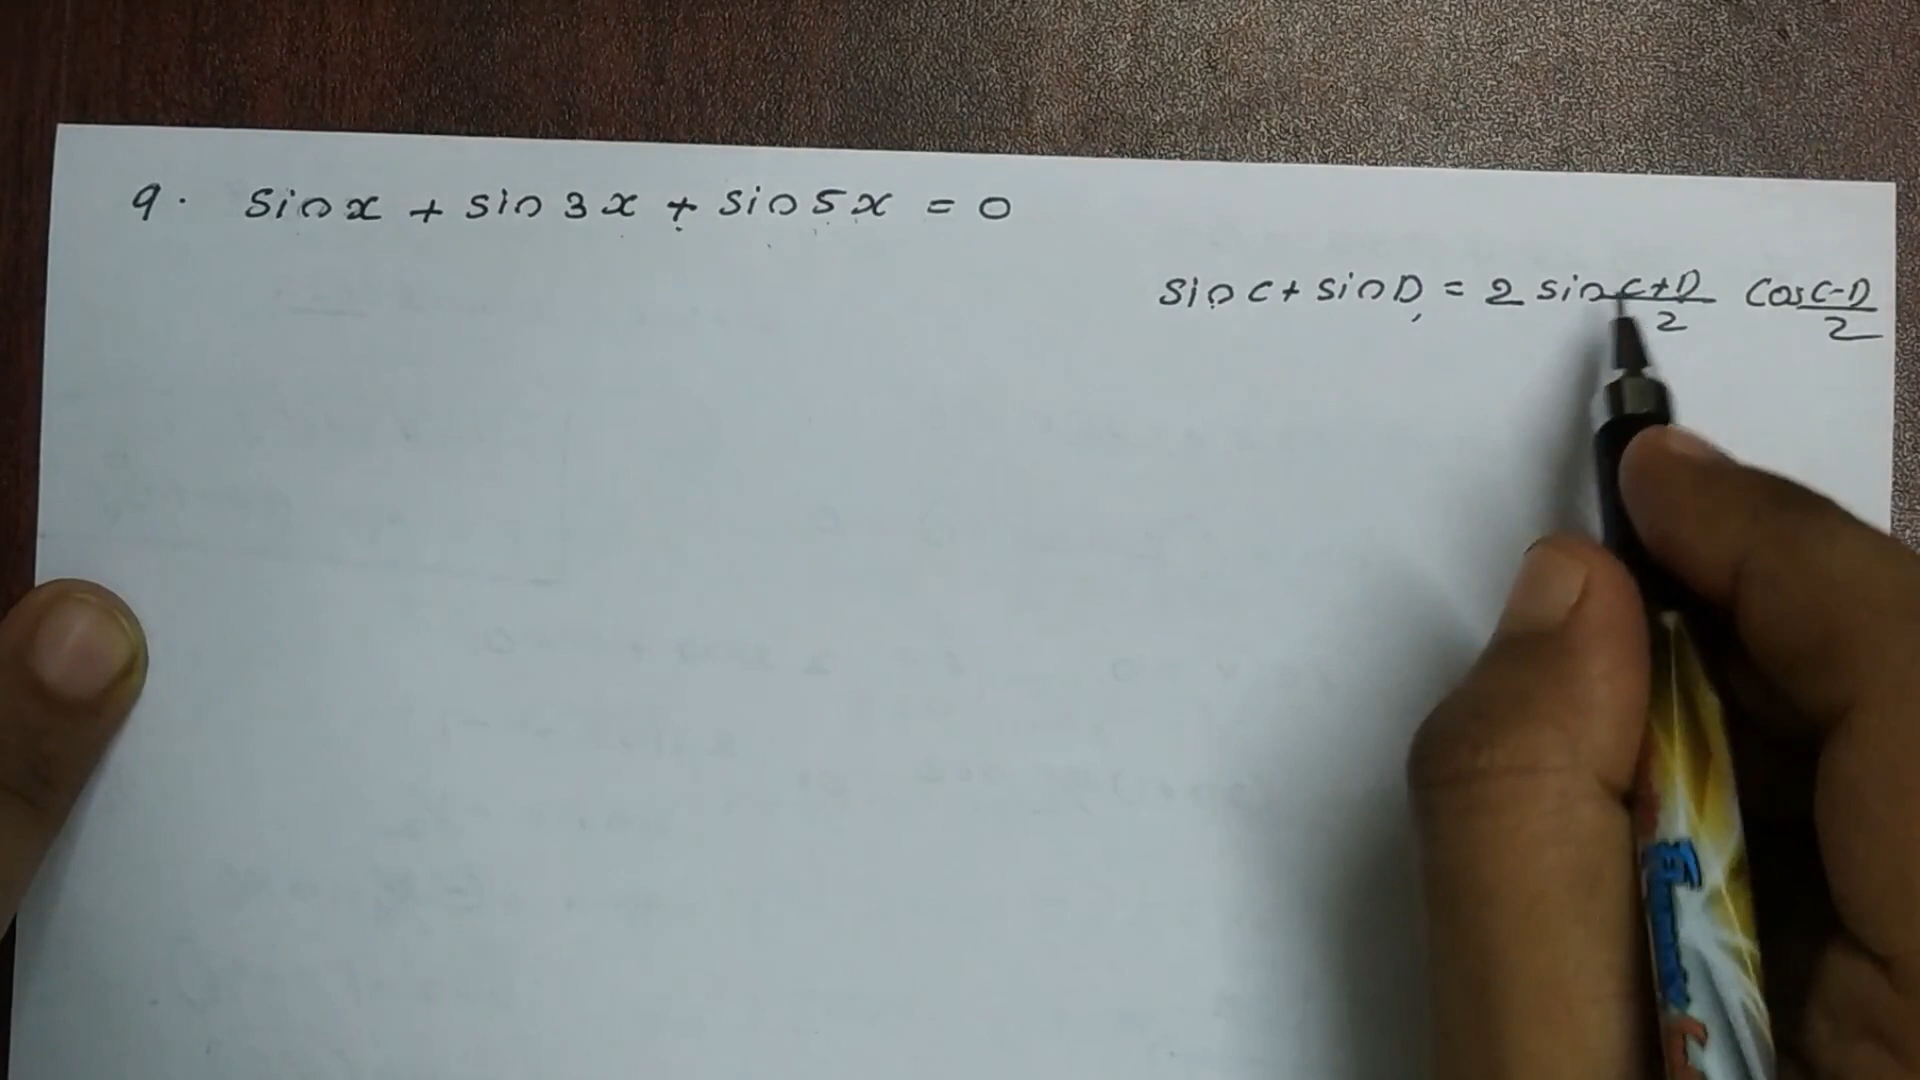 9. sin x + sin 3x + sin 5x = 0
sin C + sin D = 2 sin C+D/2 cos C-D/2